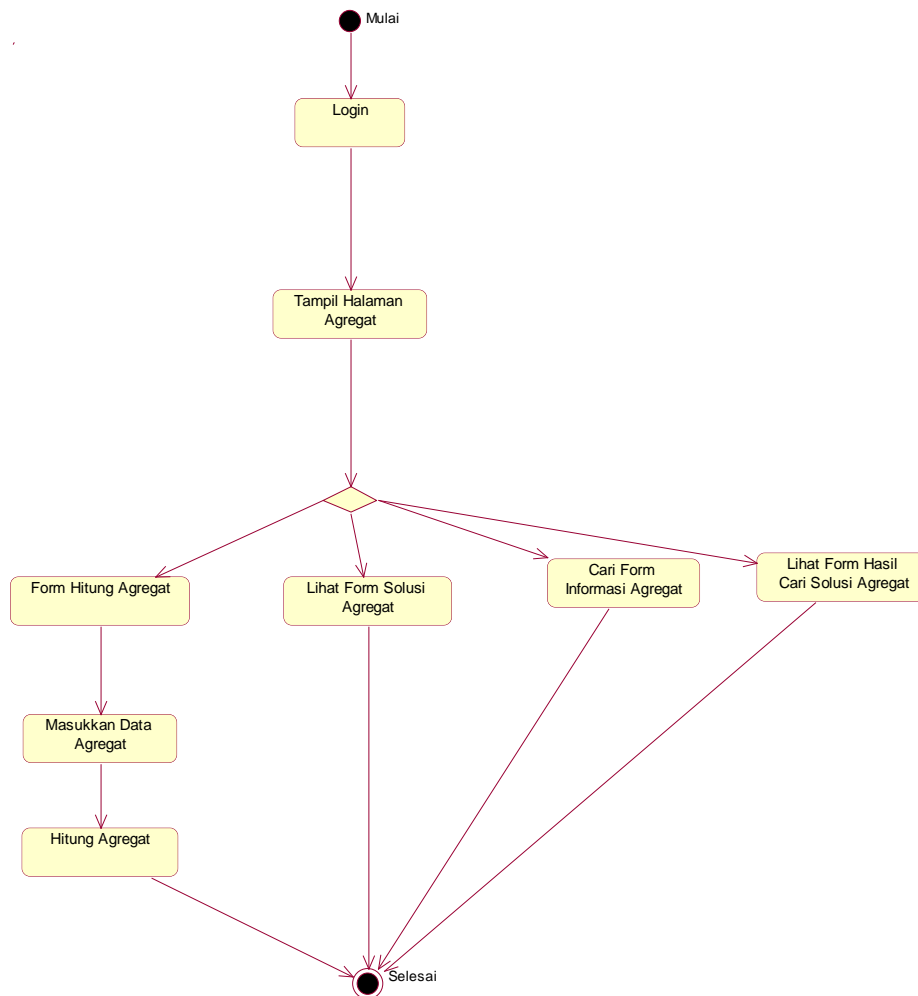 Mulai
Login
Tampil Halaman
Agregat
Form Hitung Agregat
Lihat Form Solusi
Agregat
Cari Form
Informasi Agregat
Lihat Form Hasil
Cari Solusi Agregat
Masukkan Data
Agregat
Hitung Agregat
Selesai